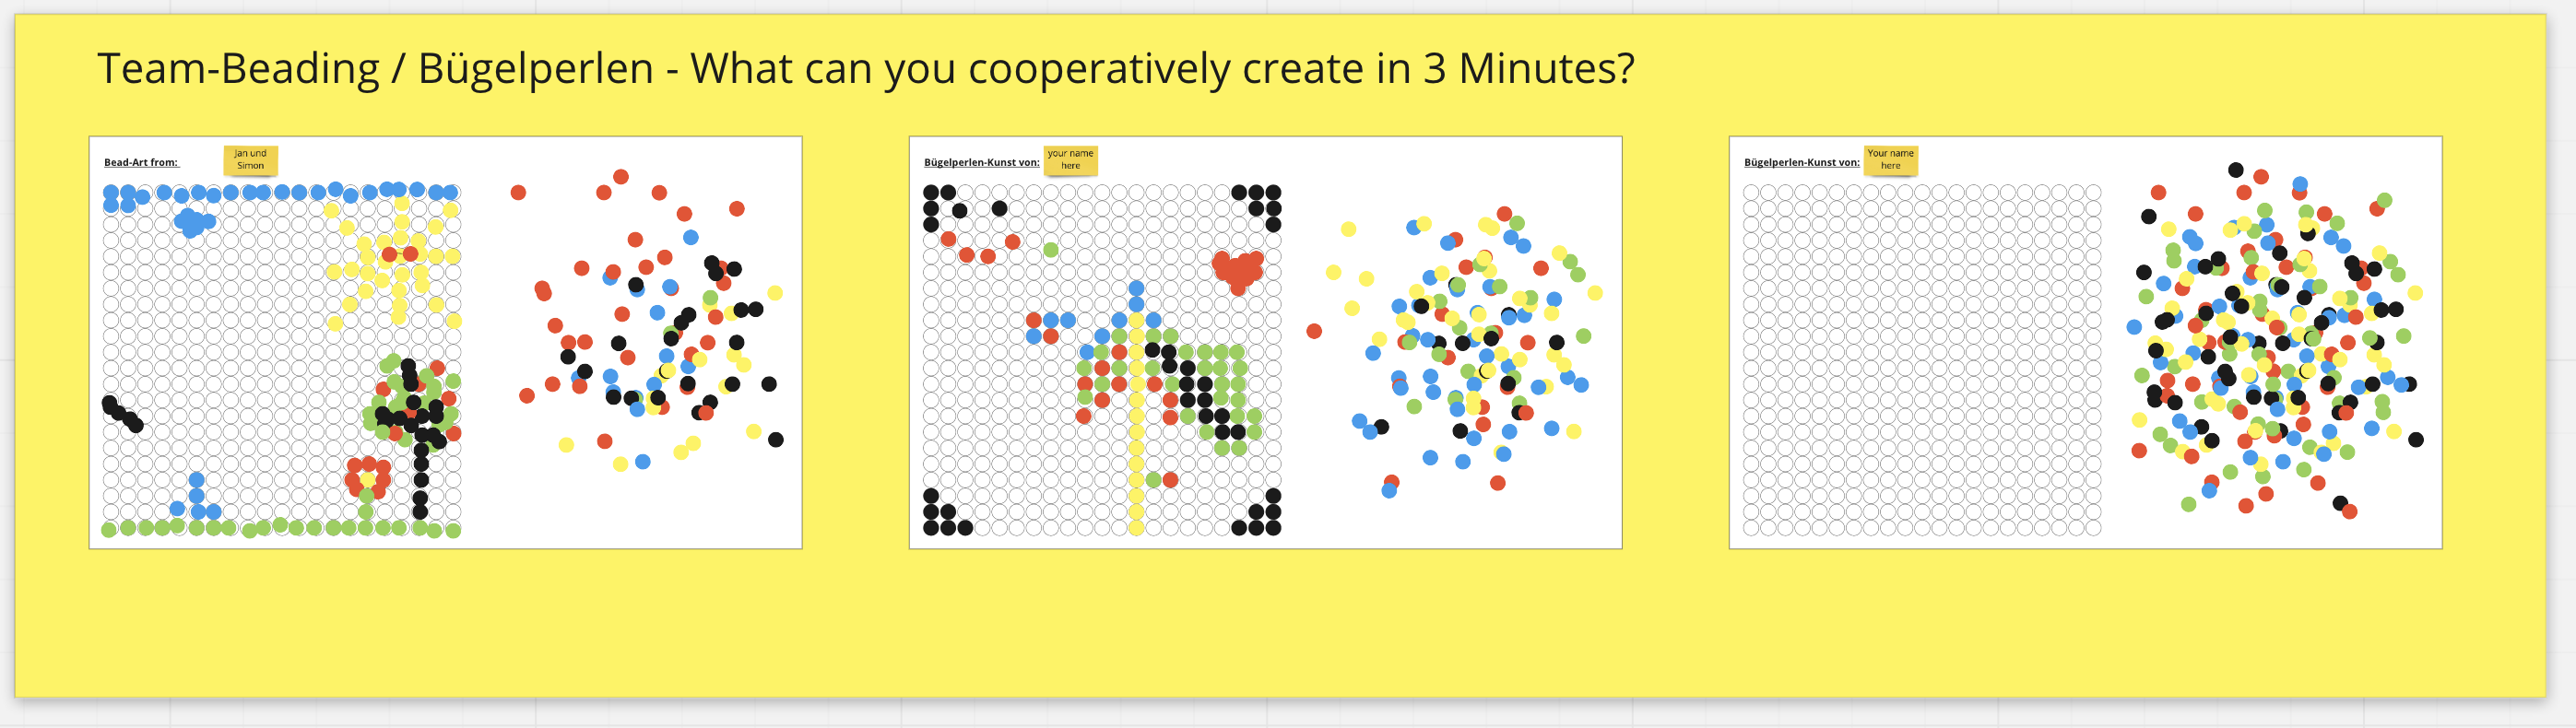 Team-Beading / Bügelperlen - What can you cooperatively create in 3 Minutes?
Bead-Art from:
Jan und
Simon
Bügelperlen-Kunst von:
your name
here
Bügelperlen-Kunst von:
Your name
here